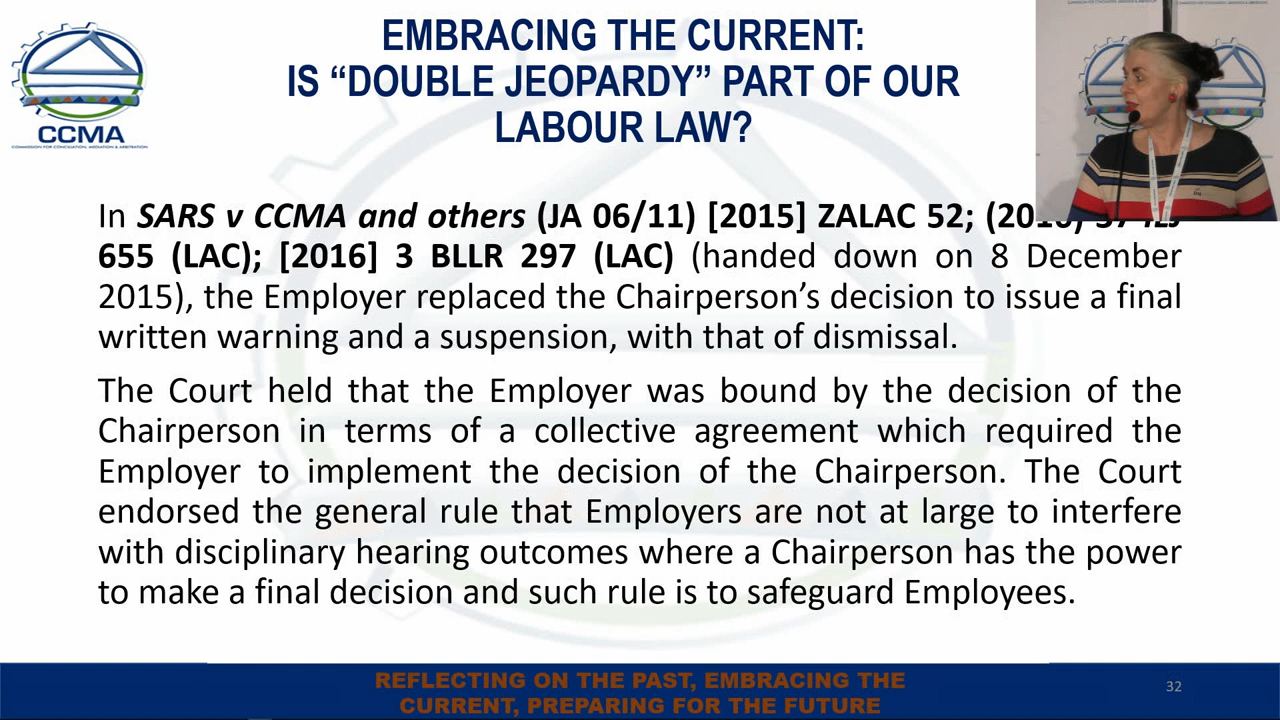 EMBRACING THE CURRENT:
IS “DOUBLE JEOPARDY” PART OF OUR
LABOUR LAW?
CCMA
COMMISSION FOR CONCILIATION, MEDIATION & ARBITRATION
In SARS v CCMA and others (JA 06/11) [2015] ZALAC 52;
655 (LAC); [2016] 3 BLLR 297 (LAC) (handed down on 8 December
2015), the Employer replaced the Chairperson’s decision to issue a final
written warning and a suspension, with that of dismissal.
The Court held that the Employer was bound by the decision of the
Chairperson in terms of a collective agreement which required the
Employer to implement the decision of the Chairperson. The Court
endorsed the general rule that Employers are not at large to interfere
with disciplinary hearing outcomes where a Chairperson has the power
to make a final decision and such rule is to safeguard Employees.
REFLECTING ON THE PAST, EMBRACING THE
CURRENT, PREPARING FOR THE FUTURE
32